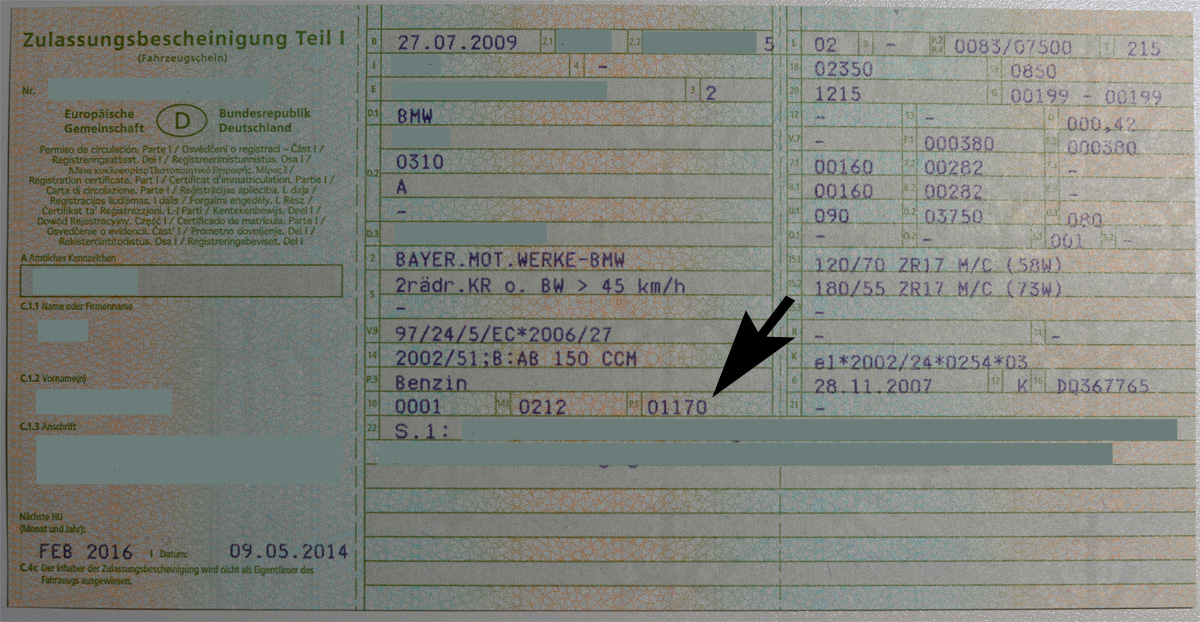 Zulassungsbescheinigung Teil I
(Fahrzeugschein)
Nr.
Europäische Gemeinschaft
D
Bundesrepublik Deutschland
Permiso de circulación. Parte I / Osvědčení o registraci – Část I /
Registreringsattest. Del I / Registreerimistunnistus. Osa I /
Άδεια κυκλοφορίας/Πιστοποιητικό Εγγραφής. Μέρος I /
Registration certificate. Part I / Certificat d'immatriculation. Partie I /
Carta di circolazione. Parte I / Reģistrācijas apliecība. I. daļa /
Registracijos liudijimas. I dalis / Forgalmi engedély. I. Rész /
Ċertifikat ta' Reġistrazzjoni. L-I Parti / Kentekenbewijs. Deel I /
Dowód Rejestracyjny. Część I / Certificado de matrícula. Parte I /
Osvedčenie o evidencii. Časť I / Prometno dovoljenje. Del I /
Rekisteröintitodistus. Osa I / Registreringsbeviset. Del I
A Amtliches Kennzeichen
C.1.1 Name oder Firmenname
C.1.2 Vorname(n)
C.1.3 Anschrift
Nächste HU
(Monat und Jahr):
FEB 2016 I Datum: 09.05.2014
C.4c Der Inhaber der Zulassungsbescheinigung wird nicht als Eigentümer des
Fahrzeugs ausgewiesen.
B 27.07.2009 2.1 2.2 5
J 4 –
E 3 2
D.1 BMW
D.2 0310
A
–
D.3
2 BAYER.MOT.WERKE-BMW
5 2rädr.KR o. BW > 45 km/h
–
V.9 97/24/5/EC*2006/27
14 2002/51;B:AB 150 CCM
P.3 Benzin
10 0001 14.1 0212 P.1 01170
22 S.1:
L 02 9 – P.2 P.4 0083/07500 T 215
18 02350 19 0850
20 1215 G 00199 - 00199
12 – 13 – Q 000,42
V.7 – F.1 000380 F.2 000380
7.1 00160 7.2 00282 7.3 –
8.1 00160 8.2 00282 8.3 –
U.1 090 U.2 03750 U.3 080
O.1 – O.2 – S.1 001 S.2 –
15.1 120/70 ZR17 M/C (58W)
15.2 180/55 ZR17 M/C (73W)
15.3 –
R – 11 –
K e1*2002/24*0254*03
6 28.11.2007 17 K 16 DQ367765
21 –